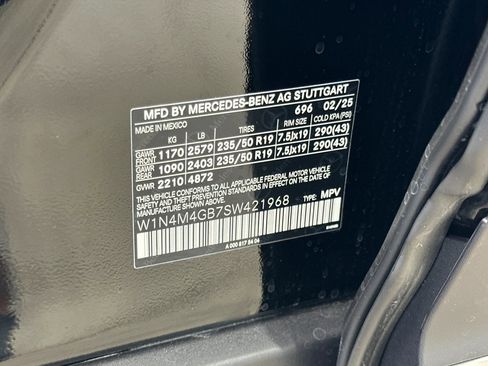 MFD BY MERCEDES-BENZ AG STUTTGART
MADE IN MEXICO 696 02/25
KG LB TIRES RIM SIZE COLD KPA (PSI)
GAWR FRONT 1170 2579 235/50 R19 7.5jx19 290(43)
GAWR REAR 1090 2403 235/50 R19 7.5jx19 290(43)
GVWR 2210 4872
THIS VEHICLE CONFORMS TO ALL APPLICABLE FEDERAL MOTOR VEHICLE
SAFETY, BUMPER AND THEFT PREVENTION STANDARDS IN EFFECT ON THE DATE OF
MANUFACTURE SHOWN ABOVE.
W1N4M4GB7SW421968 TYPE: MPV
A 000 817 54 04